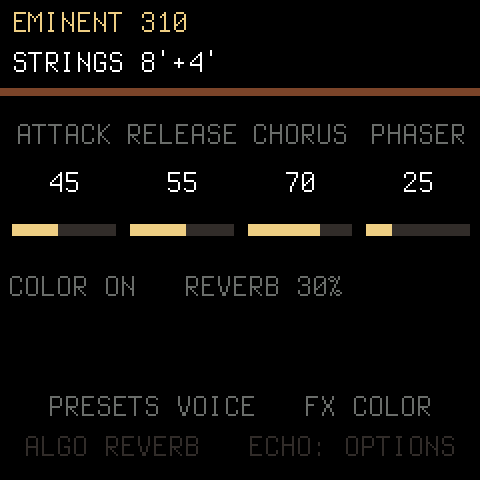 EMINENT 310
STRINGS 8'+4'
ATTACK RELEASE CHORUS PHASER
45 55 70 25
COLOR ON REVERB 30%
PRESETS VOICE FX COLOR
ALGO REVERB ECHO: OPTIONS